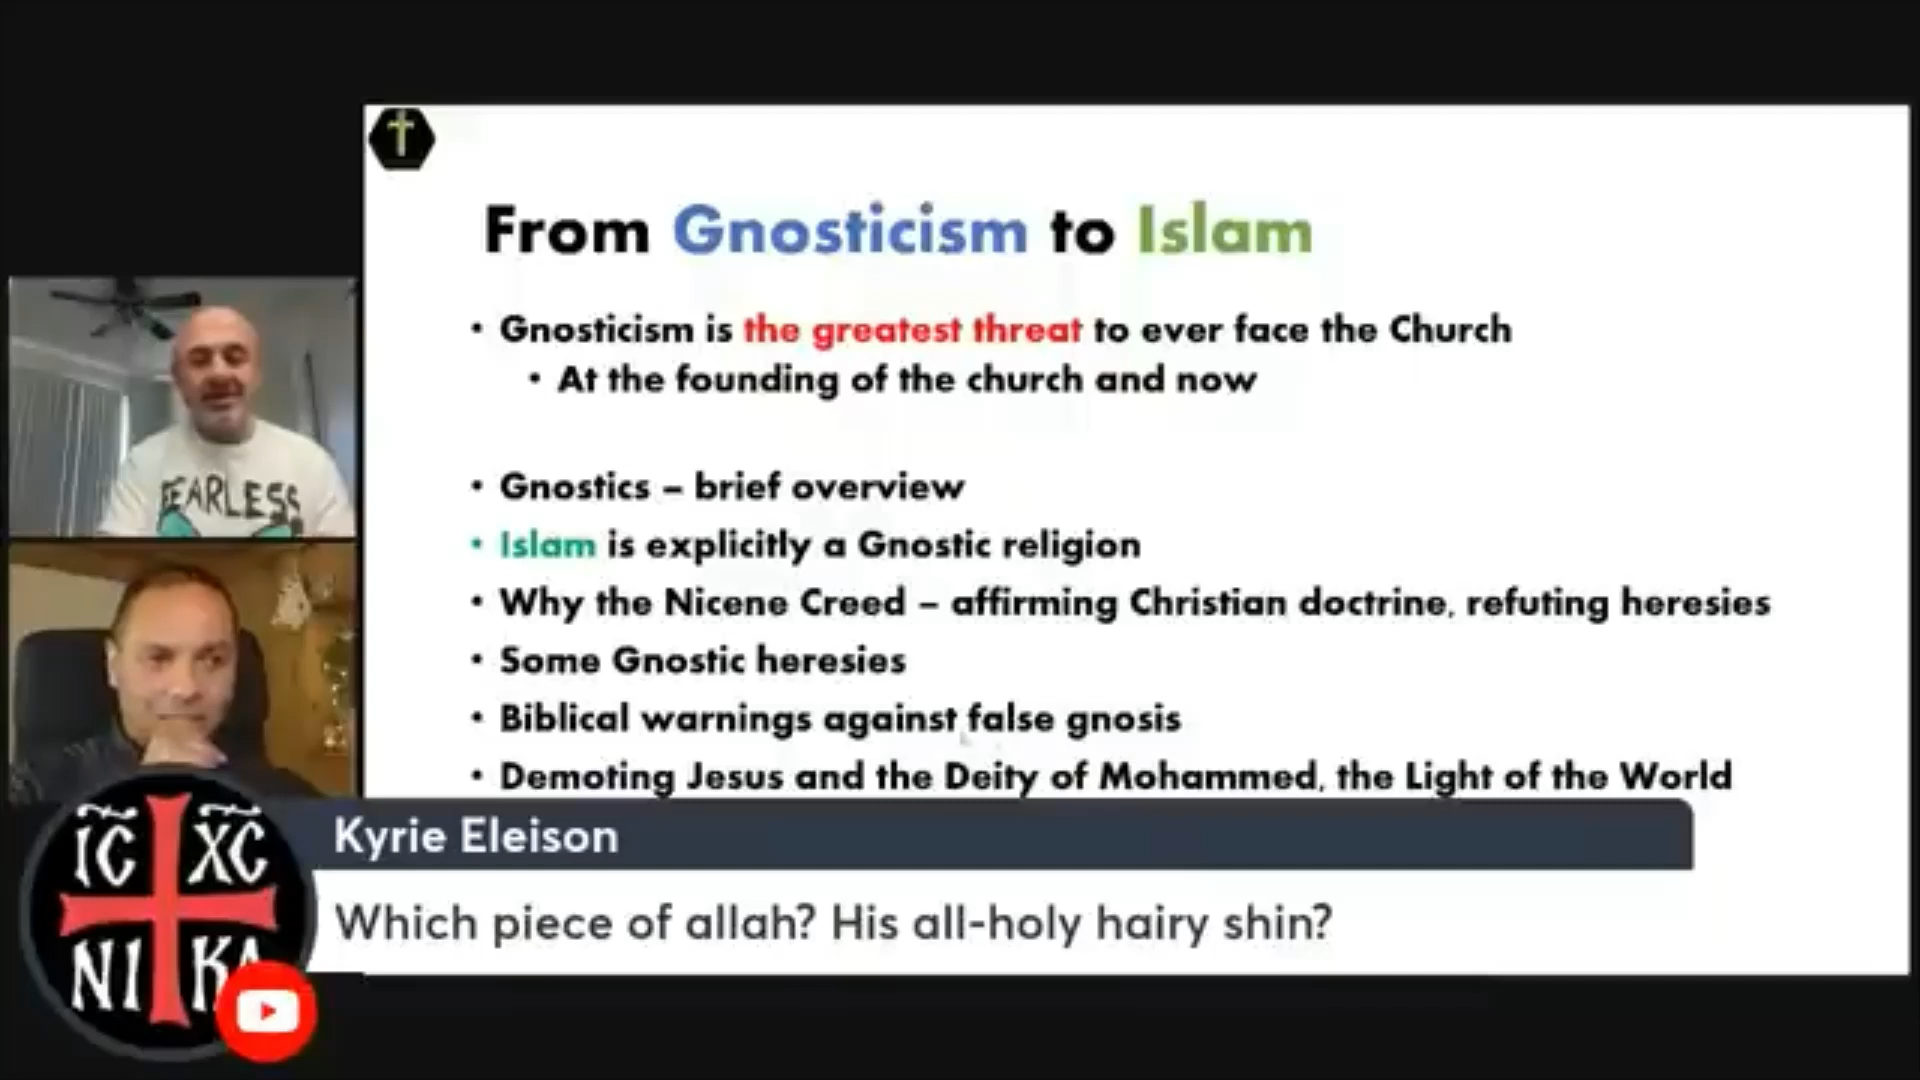 From Gnosticism to Islam
• Gnosticism is the greatest threat to ever face the Church
• At the founding of the church and now
• Gnostics – brief overview
• Islam is explicitly a Gnostic religion
• Why the Nicene Creed – affirming Christian doctrine, refuting heresies
• Some Gnostic heresies
• Biblical warnings against false gnosis
• Demoting Jesus and the Deity of Mohammed, the Light of the World
FEARLESS
IC XC
NI KA
Kyrie Eleison
Which piece of allah? His all-holy hairy shin?